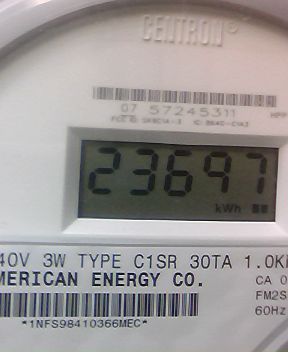 CENTRON®
07 57245311
23697
kWh
40V 3W TYPE C1SR 30TA 1.0K
MERICAN ENERGY CO.
CA 0
FM2S
60Hz
*1NFS98410366MEC*